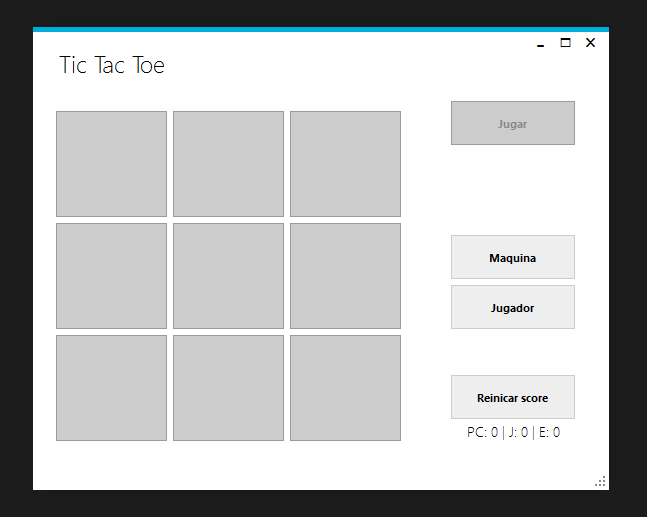 Tic Tac Toe
Jugar
Maquina
Jugador
Reinicar score
PC: 0 | J: 0 | E: 0